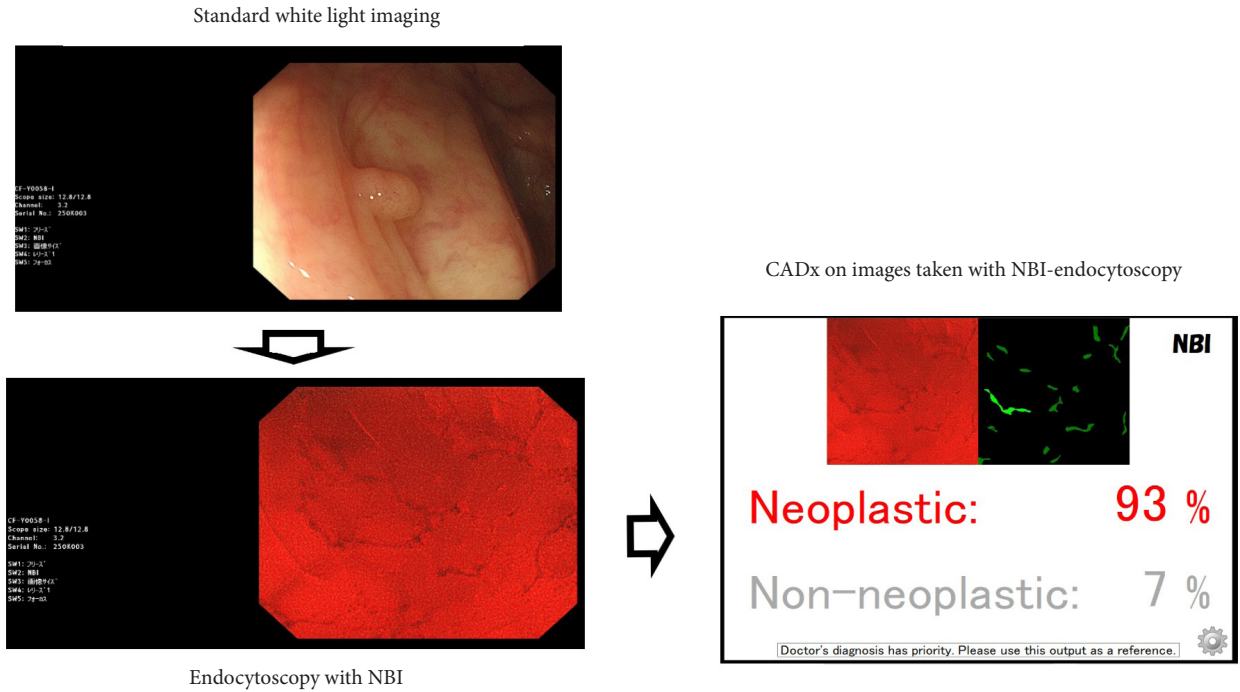 Standard white light imaging
CF-Y0058-I
Scope size: 12.8/12.8
Channel: 3.2
Serial No.: 250K003
SW1: フリーズ
SW2: NBI
SW3: 画像サイズ
SW4: レリーズ1
SW5: フォーカス
CF-Y0058-I
Scope size: 12.8/12.8
Channel: 3.2
Serial No.: 250K003
SW1: フリーズ
SW2: NBI
SW3: 画像サイズ
SW4: レリーズ1
SW5: フォーカス
Endocytoscopy with NBI
CADx on images taken with NBI-endocytoscopy
NBI
Neoplastic: 93 %
Non-neoplastic: 7 %
Doctor's diagnosis has priority. Please use this output as a reference.